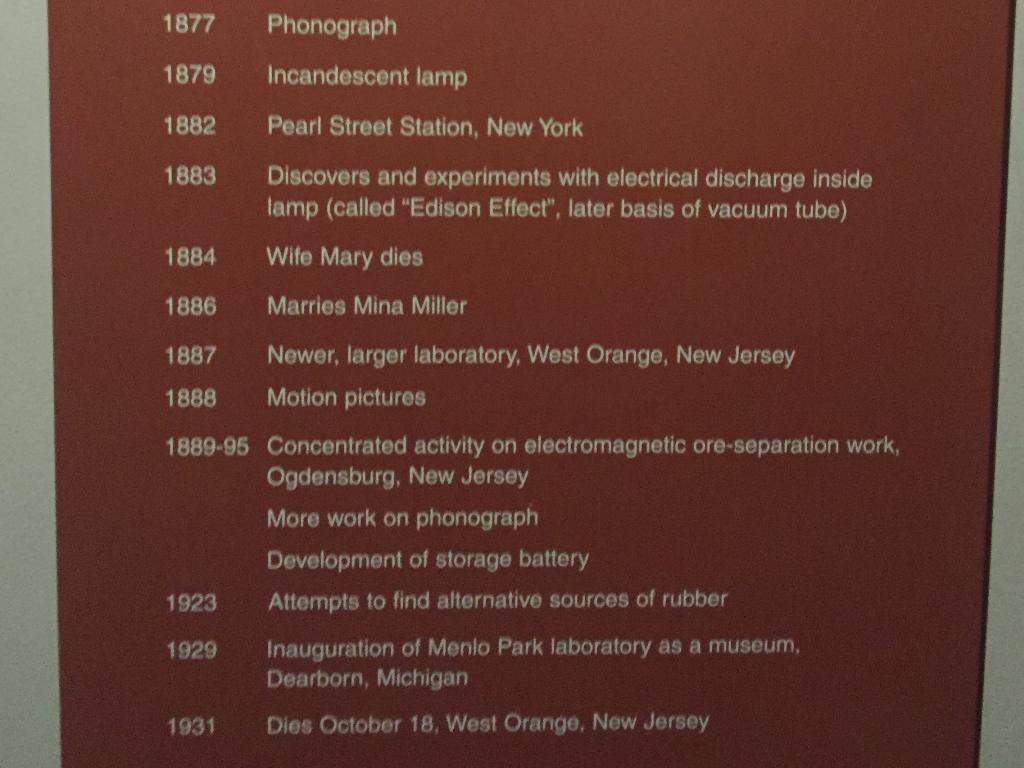 1877 Phonograph
1879 Incandescent lamp
1882 Pearl Street Station, New York
1883 Discovers and experiments with electrical discharge inside
lamp (called "Edison Effect", later basis of vacuum tube)
1884 Wife Mary dies
1886 Marries Mina Miller
1887 Newer, larger laboratory, West Orange, New Jersey
1888 Motion pictures
1889-95 Concentrated activity on electromagnetic ore-separation work,
Ogdensburg, New Jersey
More work on phonograph
Development of storage battery
1923 Attempts to find alternative sources of rubber
1929 Inauguration of Menlo Park laboratory as a museum,
Dearborn, Michigan
1931 Dies October 18, West Orange, New Jersey